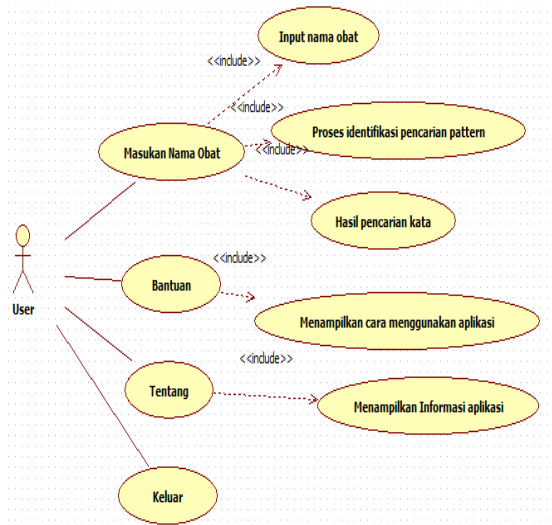 Input nama obat
<<include>>
<<include>>
Proses identifikasi pencarian pattern
Masukan Nama Obat
<<include>>
Hasil pencarian kata
<<include>>
Bantuan
User
Menampilkan cara menggunakan aplikasi
<<include>>
Tentang
Menampilkan Informasi aplikasi
Keluar